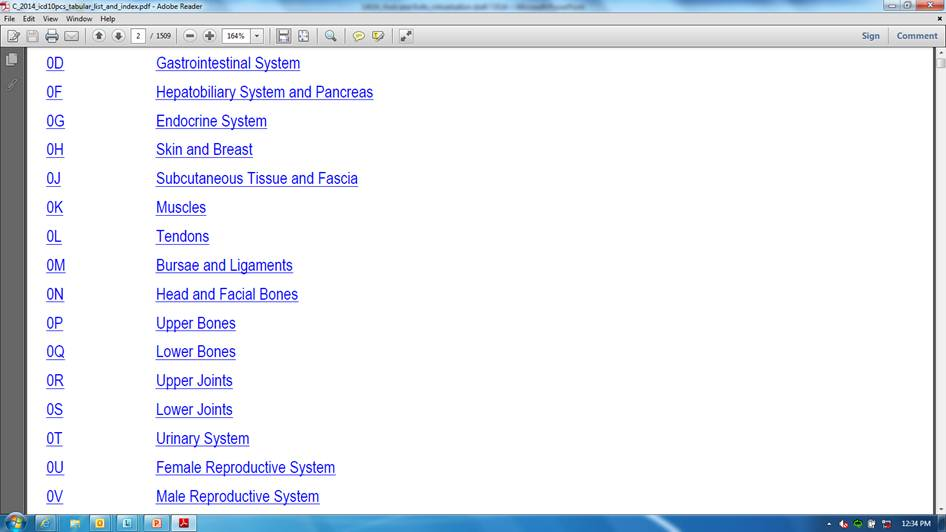 C_2014_icd10pcs_tabular_list_and_index.pdf - Adobe Reader
File Edit View Window Help
2 / 1509 164% Sign Comment
0D Gastrointestinal System
0F Hepatobiliary System and Pancreas
0G Endocrine System
0H Skin and Breast
0J Subcutaneous Tissue and Fascia
0K Muscles
0L Tendons
0M Bursae and Ligaments
0N Head and Facial Bones
0P Upper Bones
0Q Lower Bones
0R Upper Joints
0S Lower Joints
0T Urinary System
0U Female Reproductive System
0V Male Reproductive System
12:34 PM